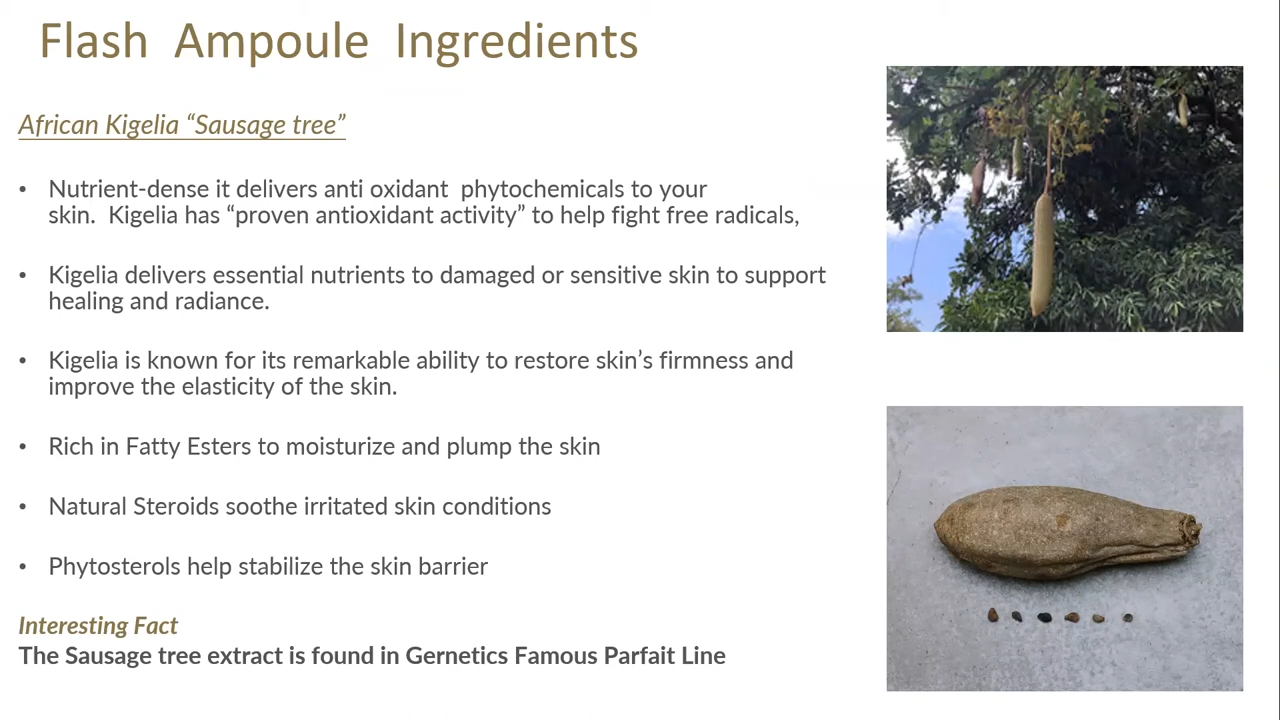 Flash Ampoule Ingredients
African Kigelia “Sausage tree”
• Nutrient-dense it delivers anti oxidant  phytochemicals to your
skin.  Kigelia has “proven antioxidant activity” to help fight free radicals,
• Kigelia delivers essential nutrients to damaged or sensitive skin to support
healing and radiance.
• Kigelia is known for its remarkable ability to restore skin’s firmness and
improve the elasticity of the skin.
• Rich in Fatty Esters to moisturize and plump the skin
• Natural Steroids soothe irritated skin conditions
• Phytosterols help stabilize the skin barrier
Interesting Fact
The Sausage tree extract is found in Gernetics Famous Parfait Line